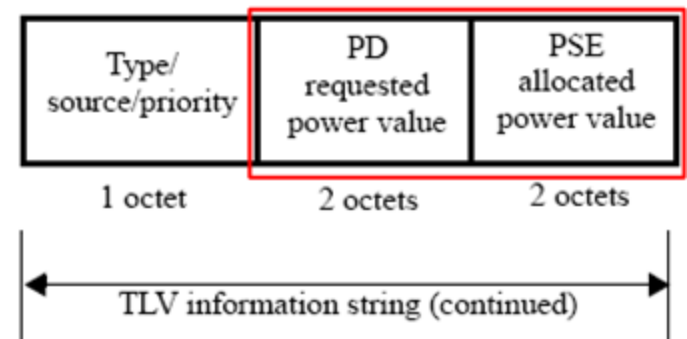 Type/
source/priority
PD
requested
power value
PSE
allocated
power value
1 octet
2 octets
2 octets
TLV information string (continued)